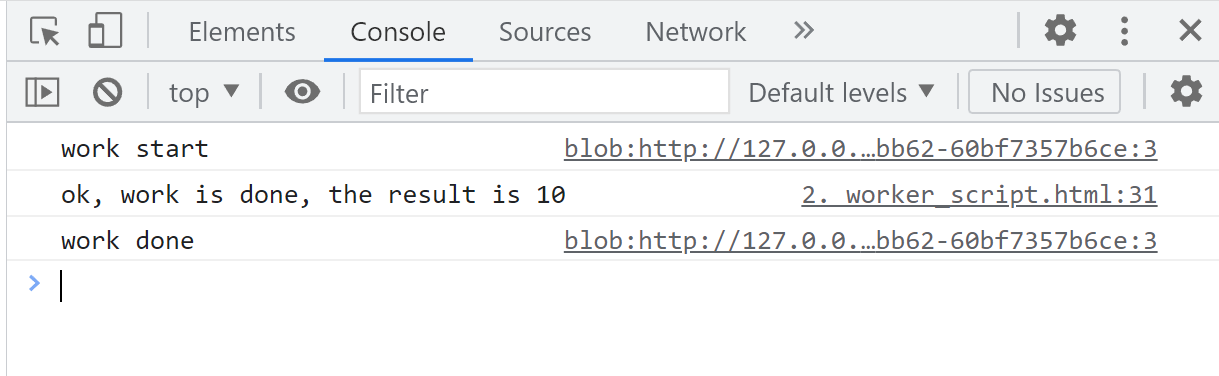 Elements Console Sources Network
top Filter Default levels No Issues
work start blob:http://127.0.0.…bb62-60bf7357b6ce:3
ok, work is done, the result is 10 2. worker_script.html:31
work done blob:http://127.0.0.…bb62-60bf7357b6ce:3